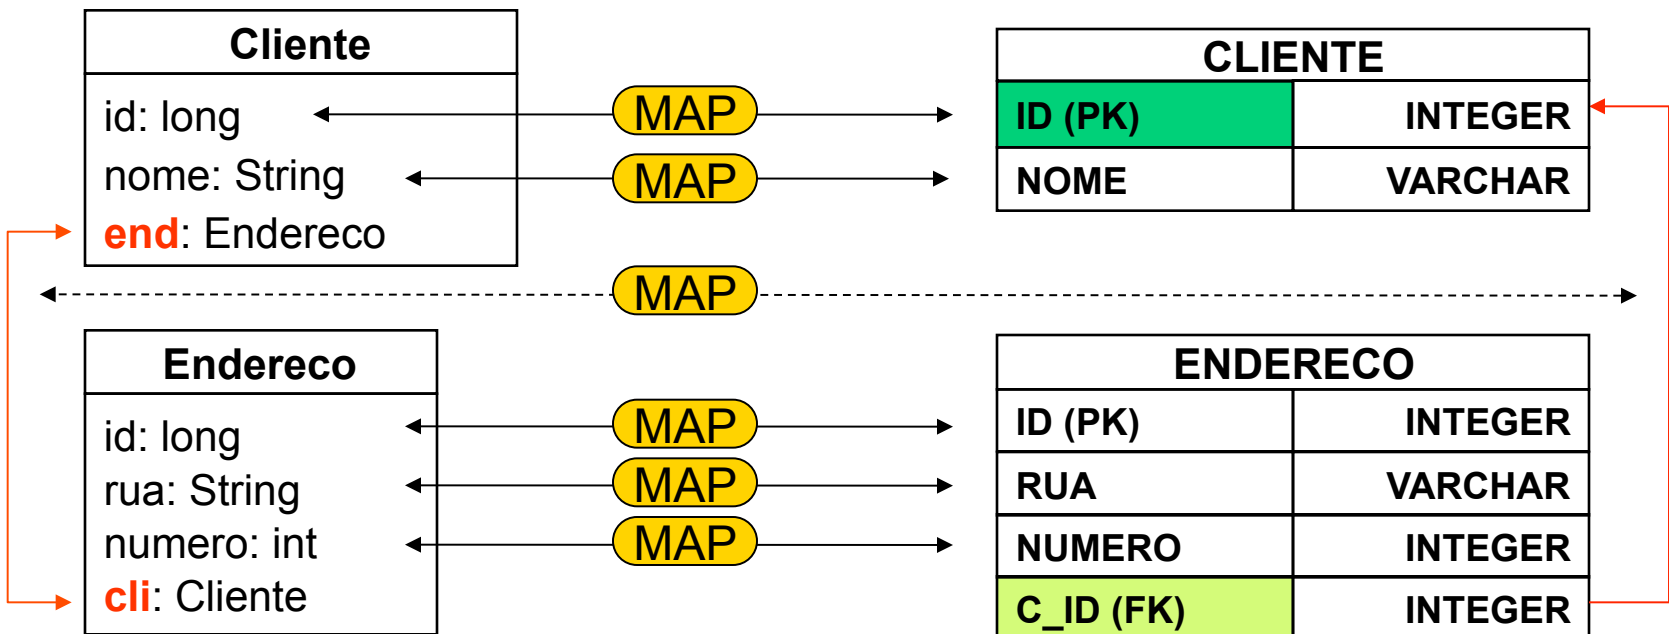 Cliente
id: long
nome: String
end: Endereco
MAP
MAP
CLIENTE
ID (PK) INTEGER
NOME VARCHAR
MAP
Endereco
id: long
rua: String
numero: int
cli: Cliente
MAP
MAP
MAP
ENDERECO
ID (PK) INTEGER
RUA VARCHAR
NUMERO INTEGER
C_ID (FK) INTEGER